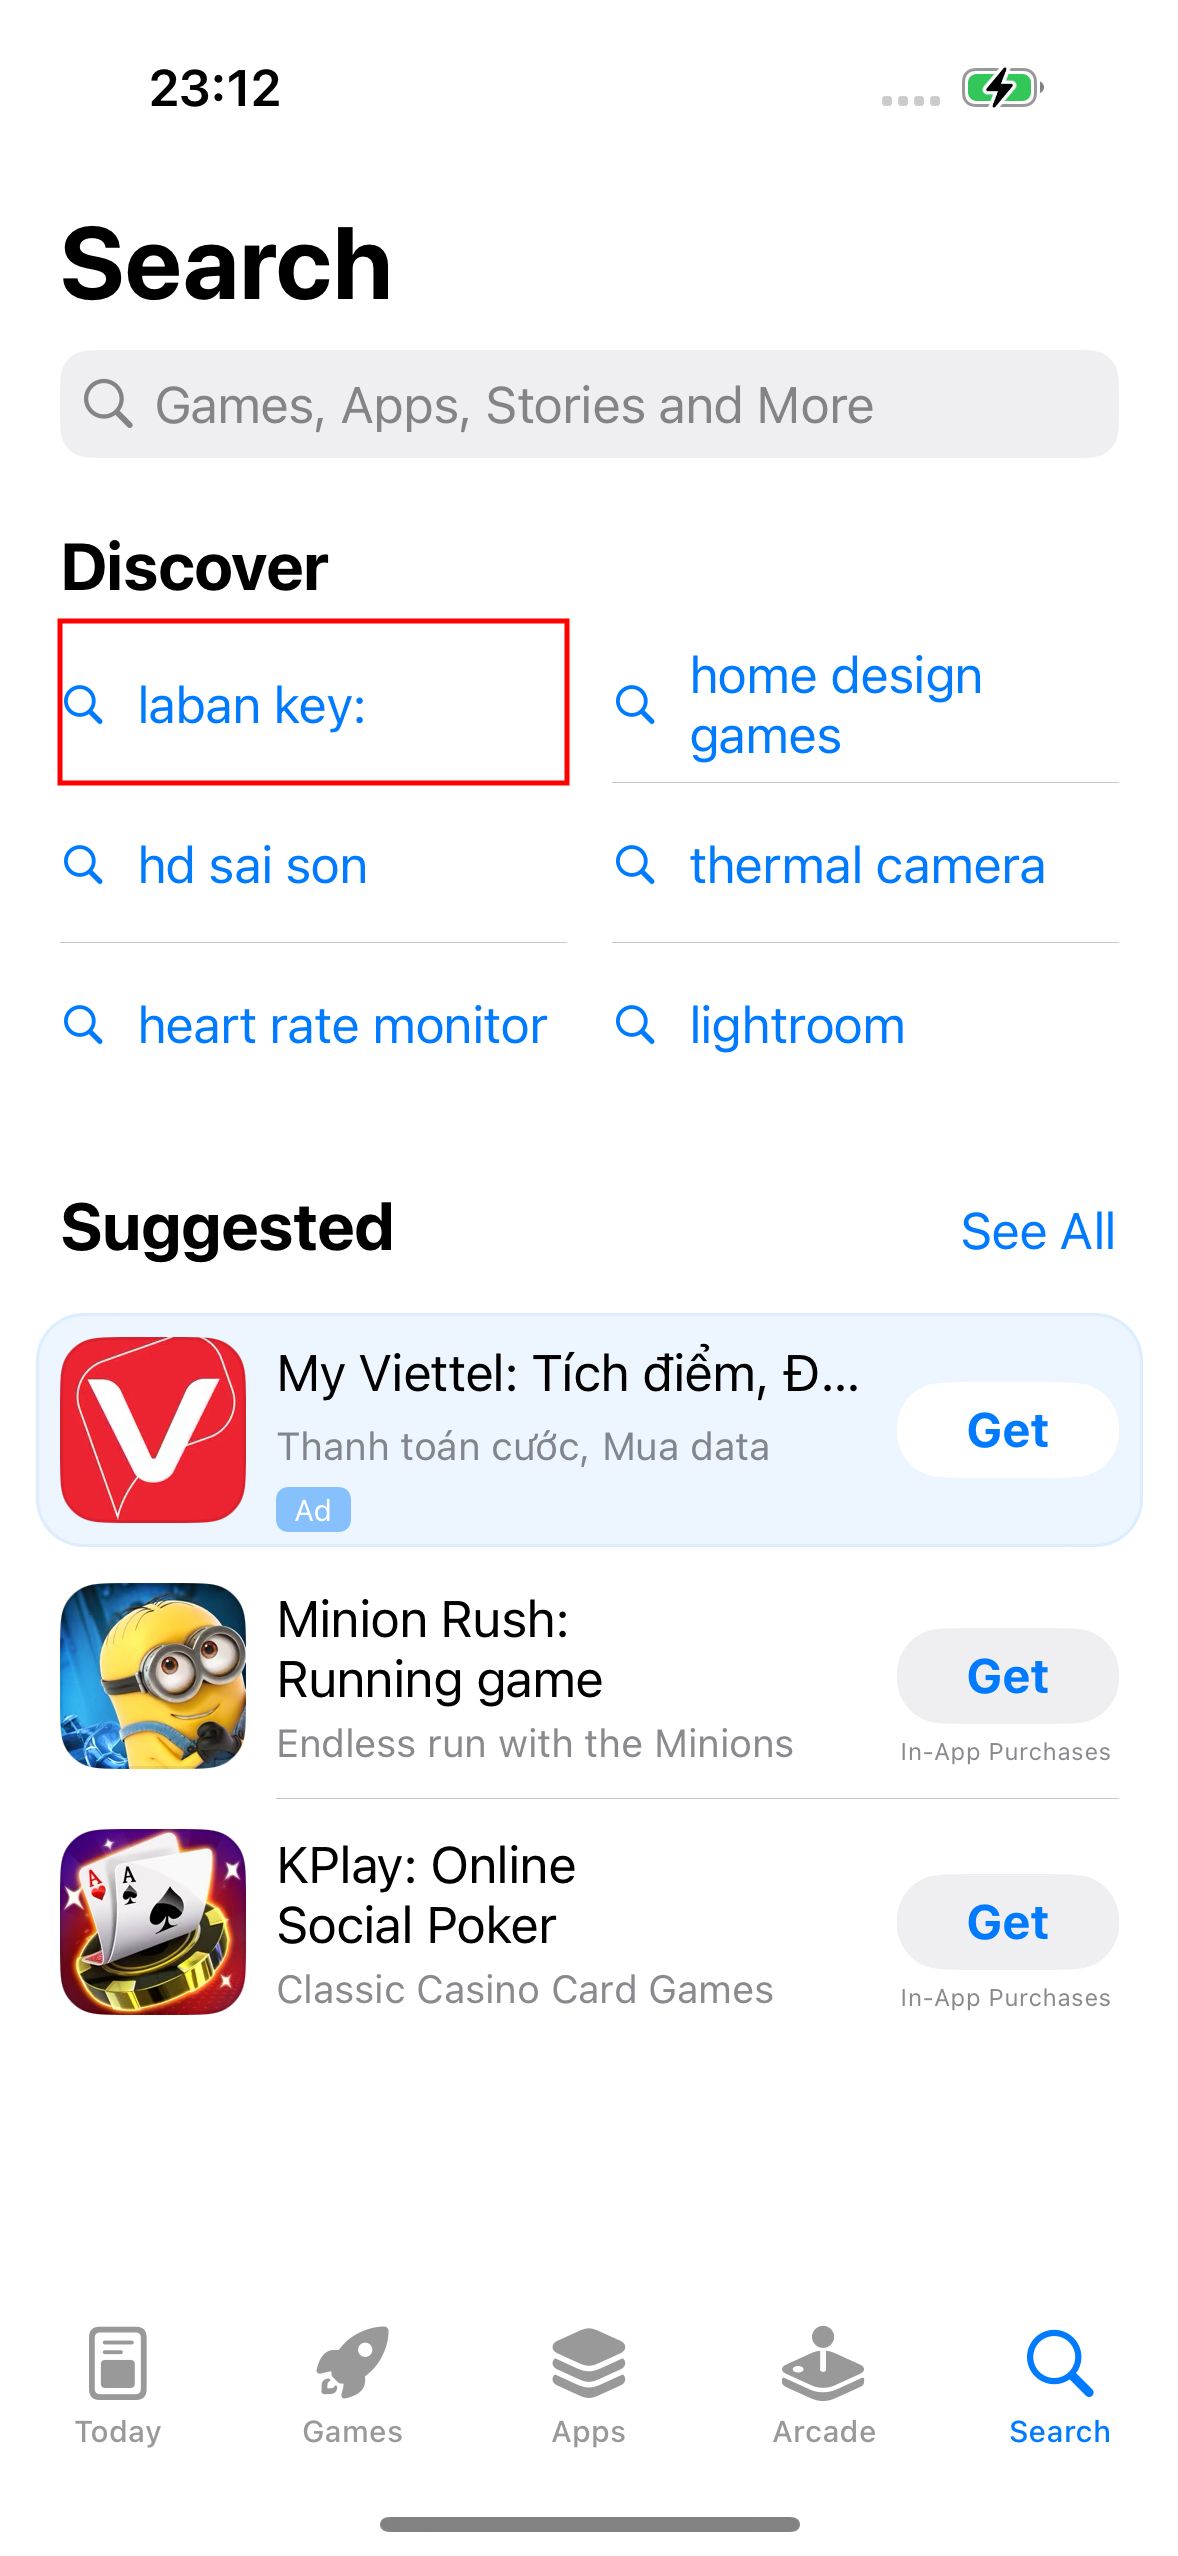 23:12
Search
Games, Apps, Stories and More
Discover
laban key:
home design
games
hd sai son
thermal camera
heart rate monitor
lightroom
Suggested
See All
My Viettel: Tích điểm, Đ...
Thanh toán cước, Mua data
Ad
Get
Minion Rush:
Running game
Endless run with the Minions
Get
In-App Purchases
KPlay: Online
Social Poker
Classic Casino Card Games
Get
In-App Purchases
Today
Games
Apps
Arcade
Search